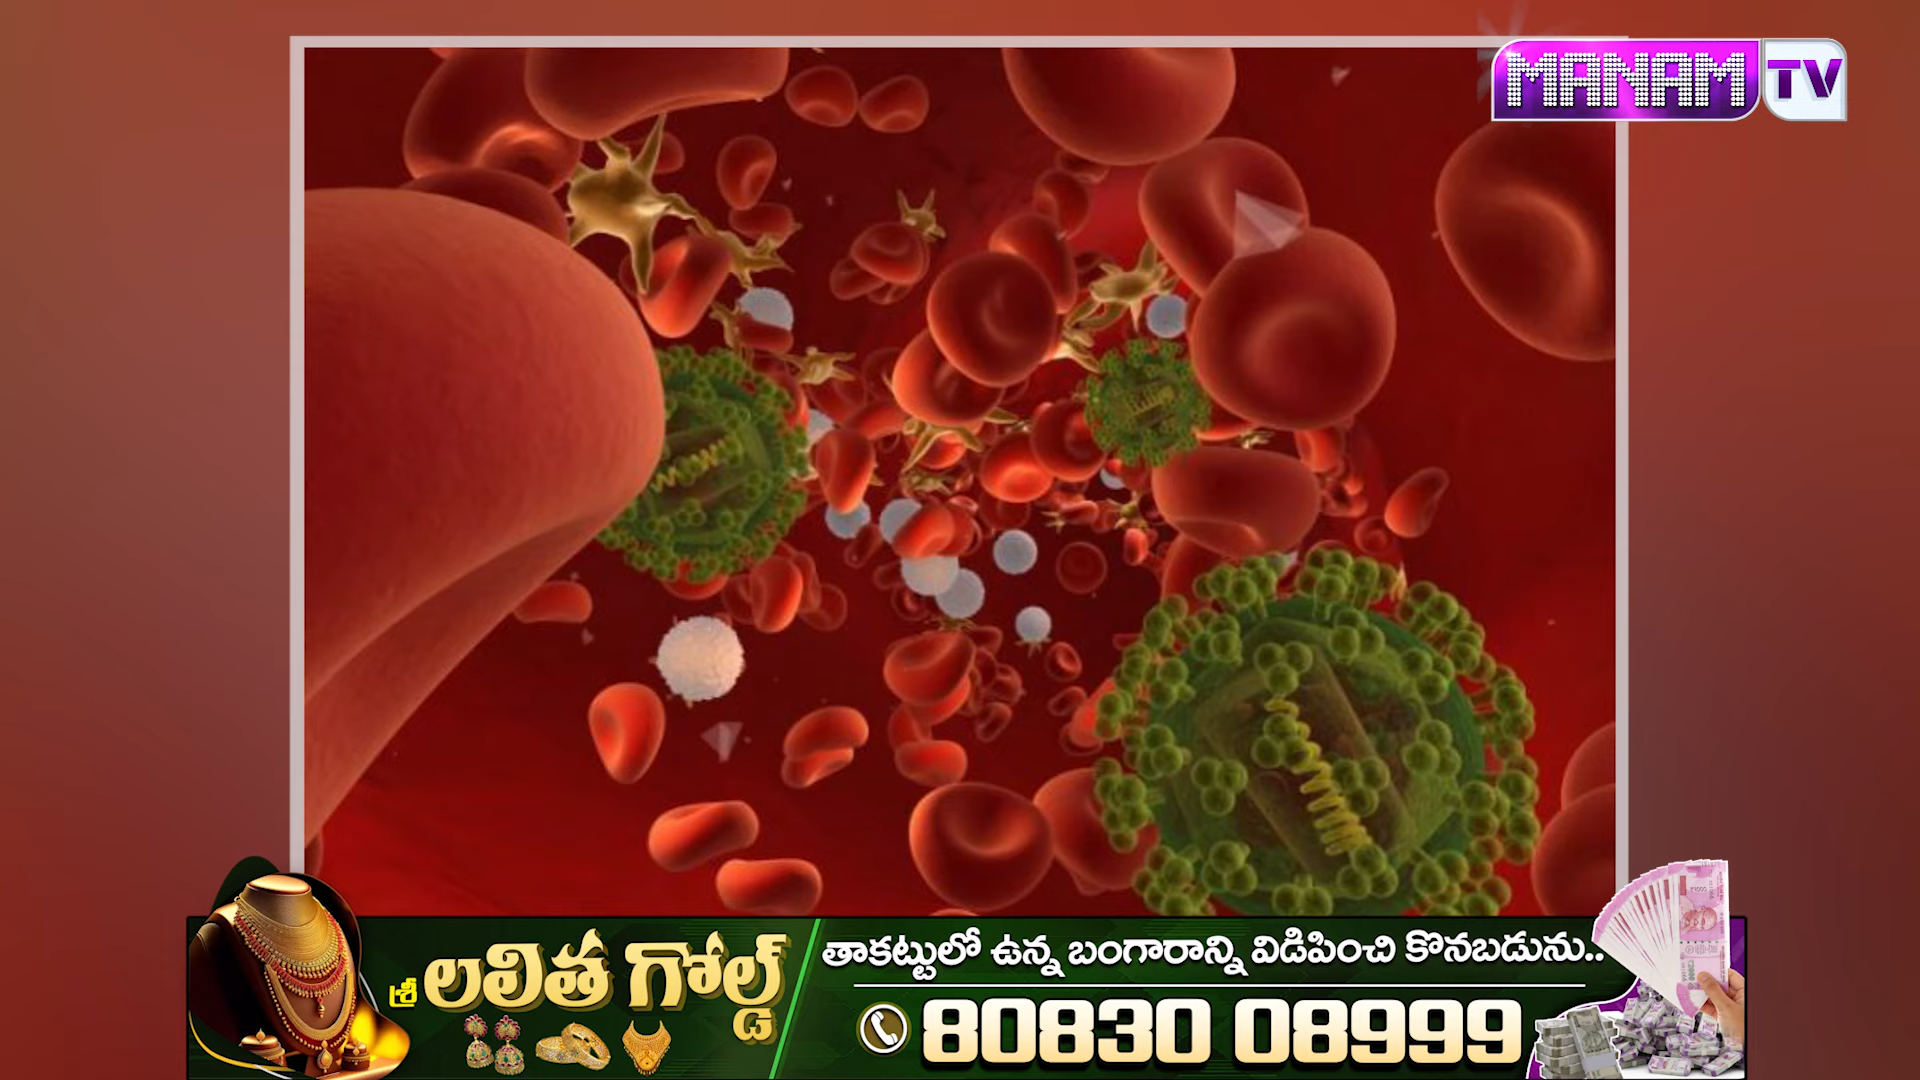 MANAM TV
శ్రీ లలిత గోల్డ్
తాకట్టులో ఉన్న బంగారాన్ని విడిపించి కొనబడును..
80830 08999